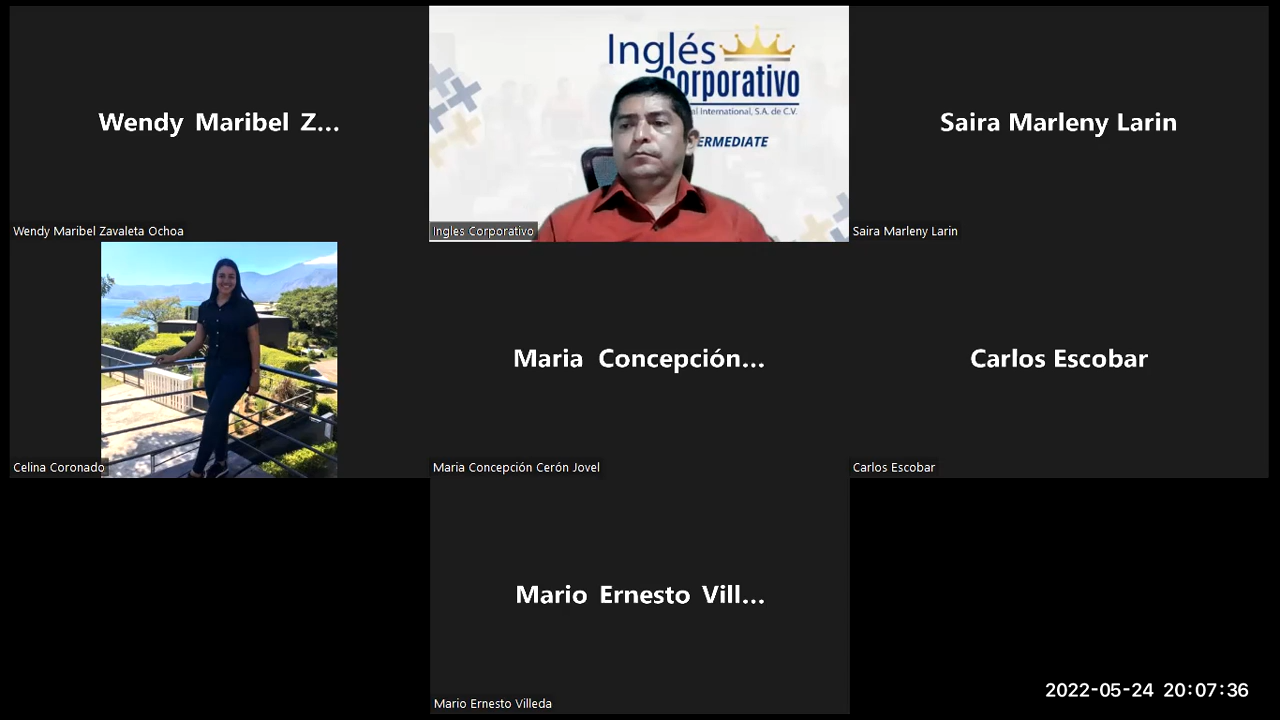 Wendy Maribel Z...
Wendy Maribel Zavaleta Ochoa
Inglés
Corporativo
al International, S.A. de C.V.
ERMEDIATE
Ingles Corporativo
Saira Marleny Larin
Saira Marleny Larin
Celina Coronado
Maria Concepción...
Maria Concepción Cerón Jovel
Carlos Escobar
Carlos Escobar
Mario Ernesto Vill...
Mario Ernesto Villeda
2022-05-24 20:07:36